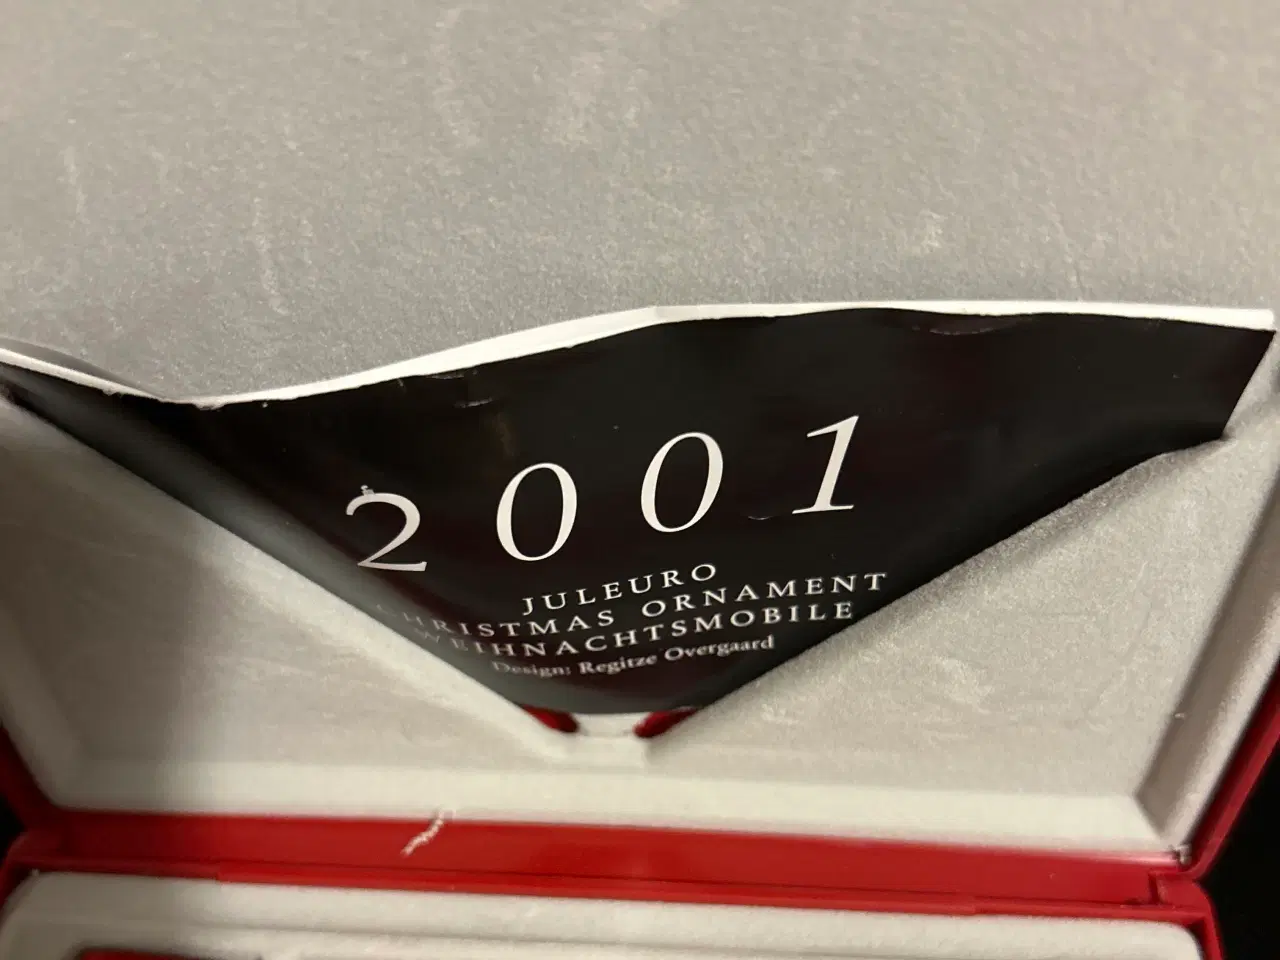 2001
JULEURO
CHRISTMAS ORNAMENT
WEIHNACHTSMOBILE
Design: Regitze Overgaard